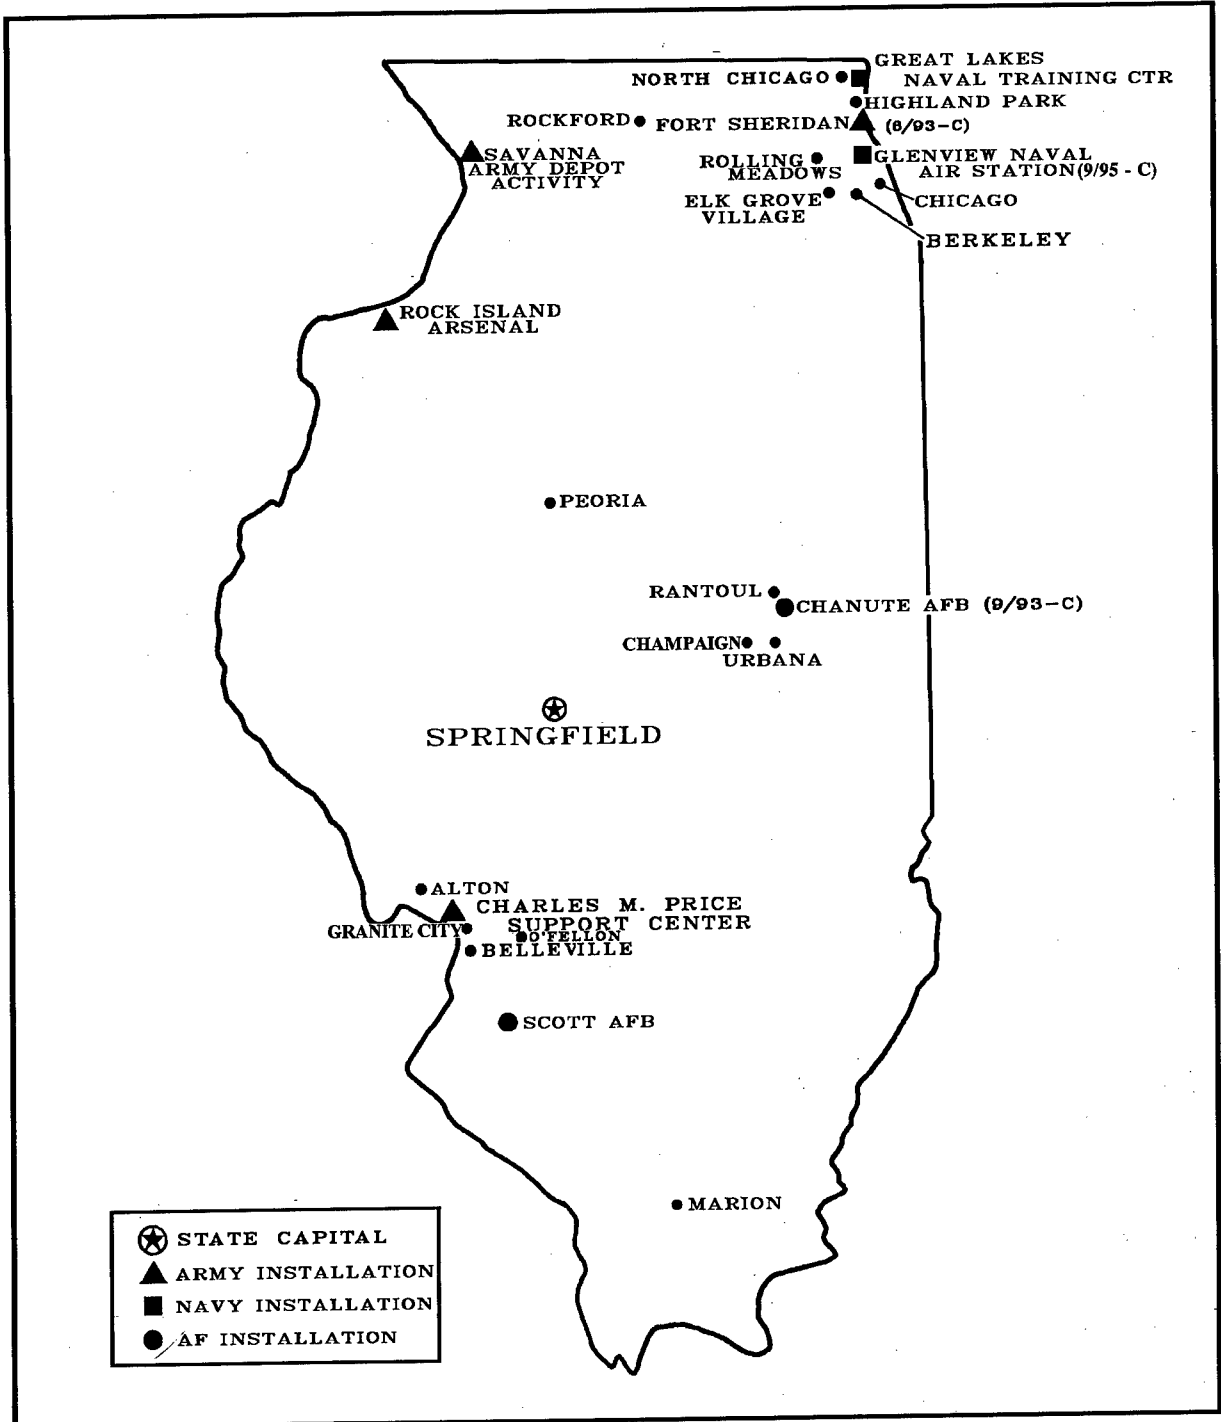 GREAT LAKES
NORTH CHICAGO
NAVAL TRAINING CTR
HIGHLAND PARK
ROCKFORD
FORT SHERIDAN
(6/93-C)
SAVANNA
ARMY DEPOT
ACTIVITY
ROLLING
MEADOWS
GLENVIEW NAVAL
AIR STATION(9/95 - C)
ELK GROVE
VILLAGE
CHICAGO
BERKELEY
ROCK ISLAND
ARSENAL
PEORIA
RANTOUL
CHANUTE AFB (9/93-C)
CHAMPAIGN
URBANA
SPRINGFIELD
ALTON
CHARLES M. PRICE
SUPPORT CENTER
GRANITE CITY
O'FELLON
BELLEVILLE
SCOTT AFB
MARION
STATE CAPITAL
ARMY INSTALLATION
NAVY INSTALLATION
AF INSTALLATION